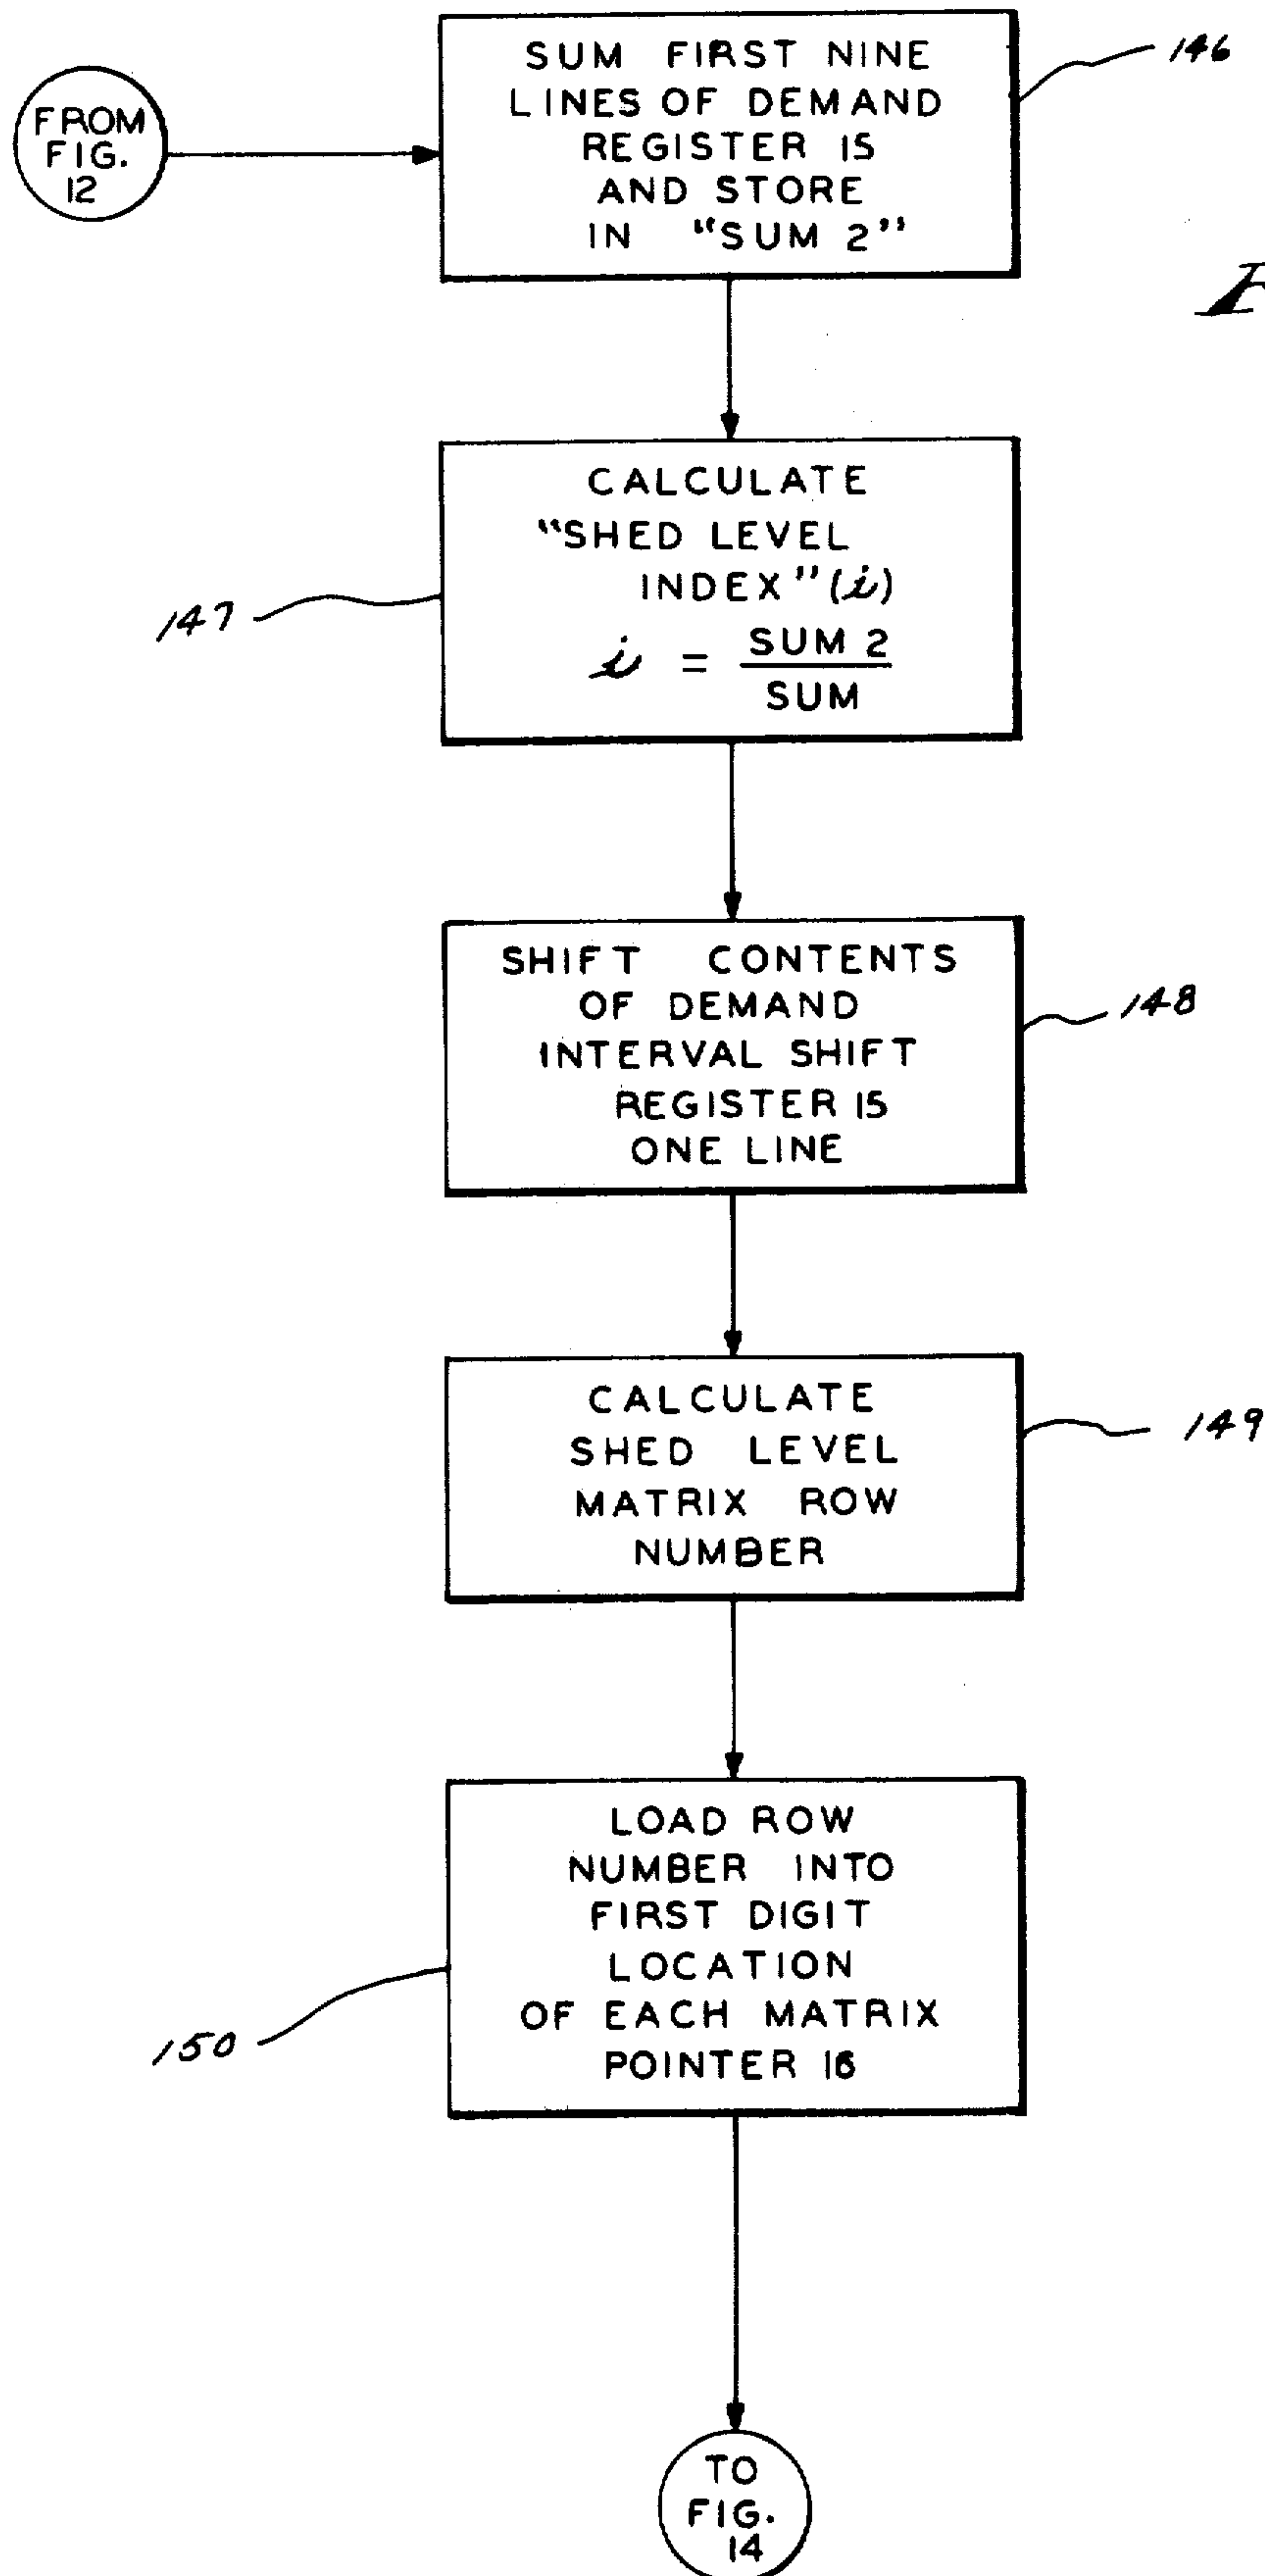 FROM
FIG.
12
SUM FIRST NINE
LINES OF DEMAND
REGISTER 15
AND STORE
IN "SUM 2"
146
F
CALCULATE
"SHED LEVEL
INDEX" (i)
i = SUM 2
SUM
147
SHIFT CONTENTS
OF DEMAND
INTERVAL SHIFT
REGISTER 15
ONE LINE
148
CALCULATE
SHED LEVEL
MATRIX ROW
NUMBER
149
LOAD ROW
NUMBER INTO
FIRST DIGIT
LOCATION
OF EACH MATRIX
POINTER 16
150
TO
FIG.
14